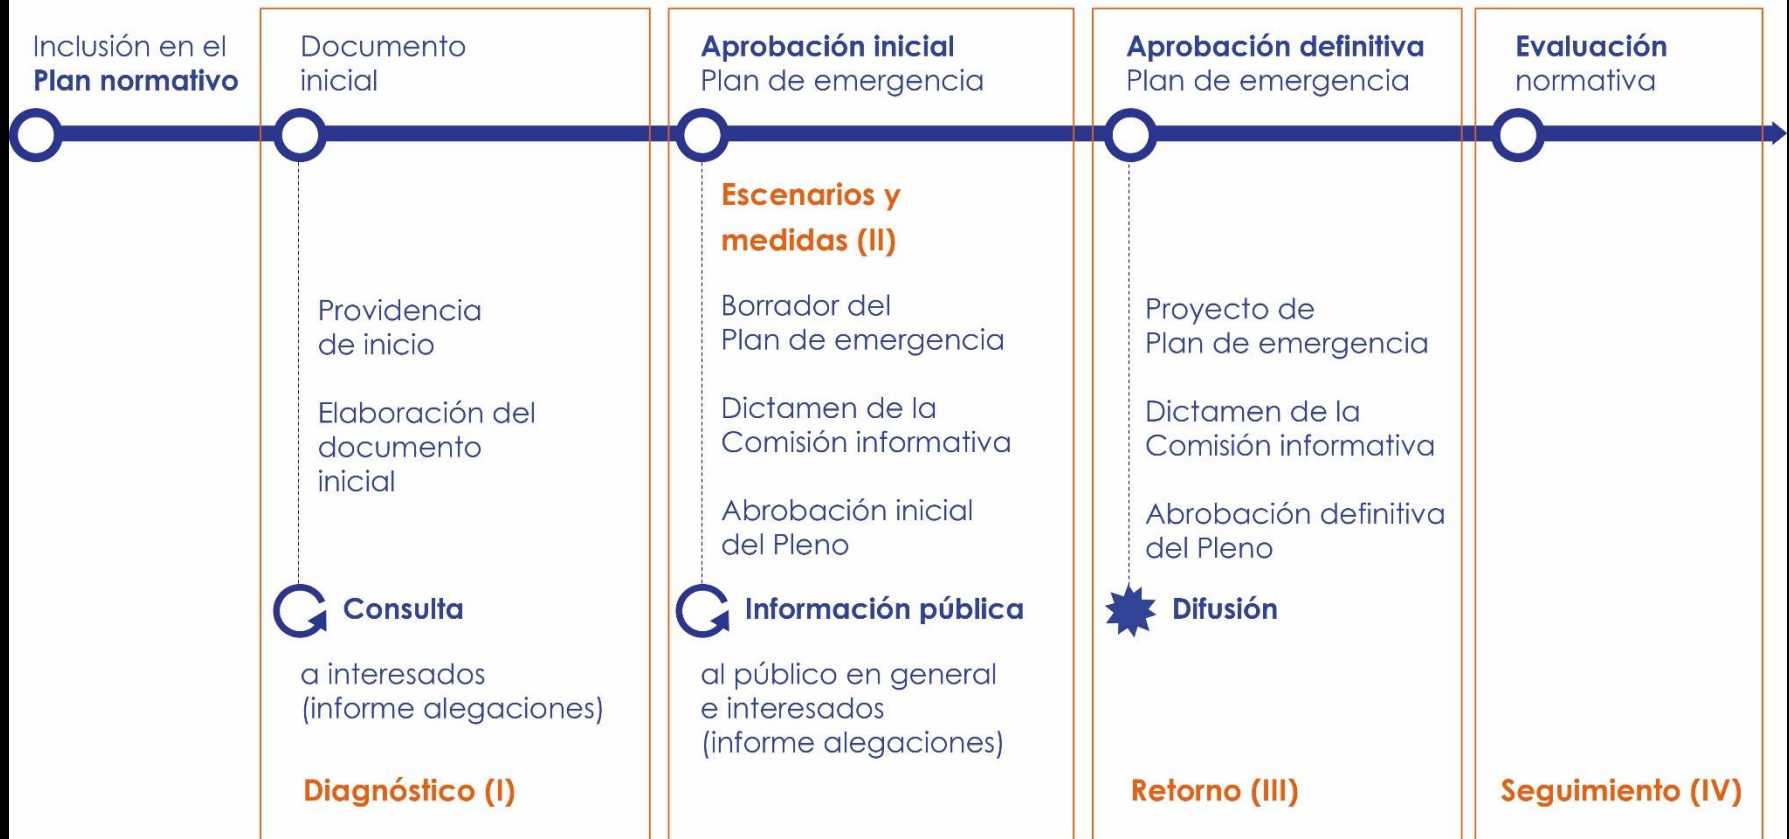 Inclusión en el
Plan normativo
Documento
inicial
Providencia
de inicio
Elaboración del
documento
inicial
Consulta
a interesados
(informe alegaciones)
Diagnóstico (I)
Aprobación inicial
Plan de emergencia
Escenarios y
medidas (II)
Borrador del
Plan de emergencia
Dictamen de la
Comisión informativa
Abrobación inicial
del Pleno
Información pública
al público en general
e interesados
(informe alegaciones)
Aprobación definitiva
Plan de emergencia
Proyecto de
Plan de emergencia
Dictamen de la
Comisión informativa
Abrobación definitiva
del Pleno
Difusión
Retorno (III)
Evaluación
normativa
Seguimiento (IV)